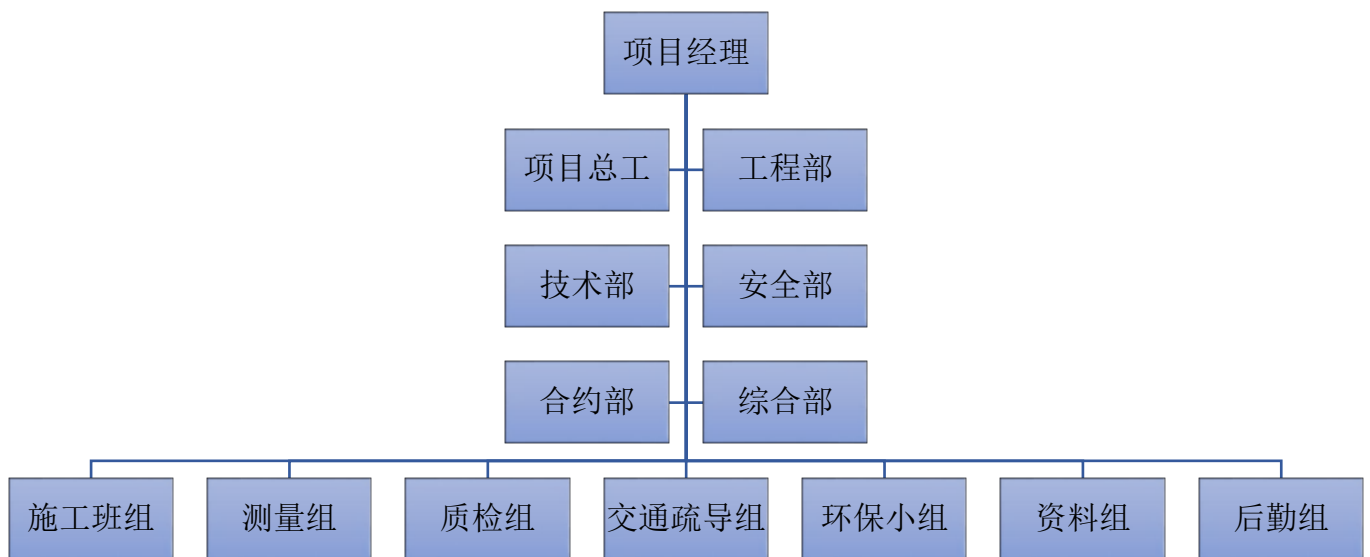 项目经理
项目总工
工程部
技术部
安全部
合约部
综合部
施工班组
测量组
质检组
交通疏导组
环保小组
资料组
后勤组